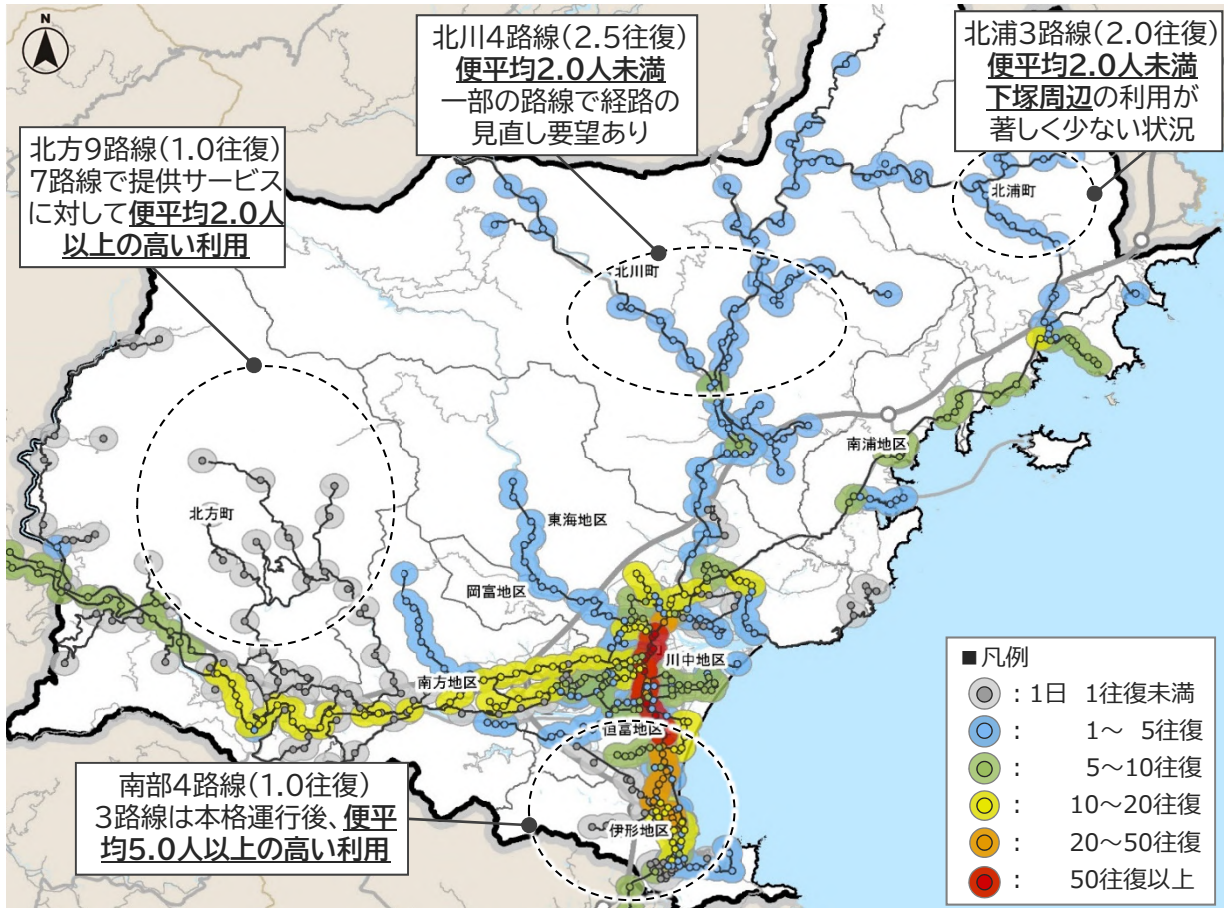 N
北川4路線(2.5往復)
便平均2.0人未満
一部の路線で経路の
見直し要望あり
北浦3路線(2.0往復)
便平均2.0人未満
下塚周辺の利用が
著しく少ない状況
北方9路線(1.0往復)
7路線で提供サービス
に対して便平均2.0人
以上の高い利用
北浦町
北川町
南浦地区
北方町
東海地区
岡富地区
川中地区
南方地区
恒富地区
伊形地区
南部4路線(1.0往復)
3路線は本格運行後、便平
均5.0人以上の高い利用
■凡例
：1日 1往復未満
： 1～ 5往復
： 5～10往復
： 10～20往復
： 20～50往復
： 50往復以上